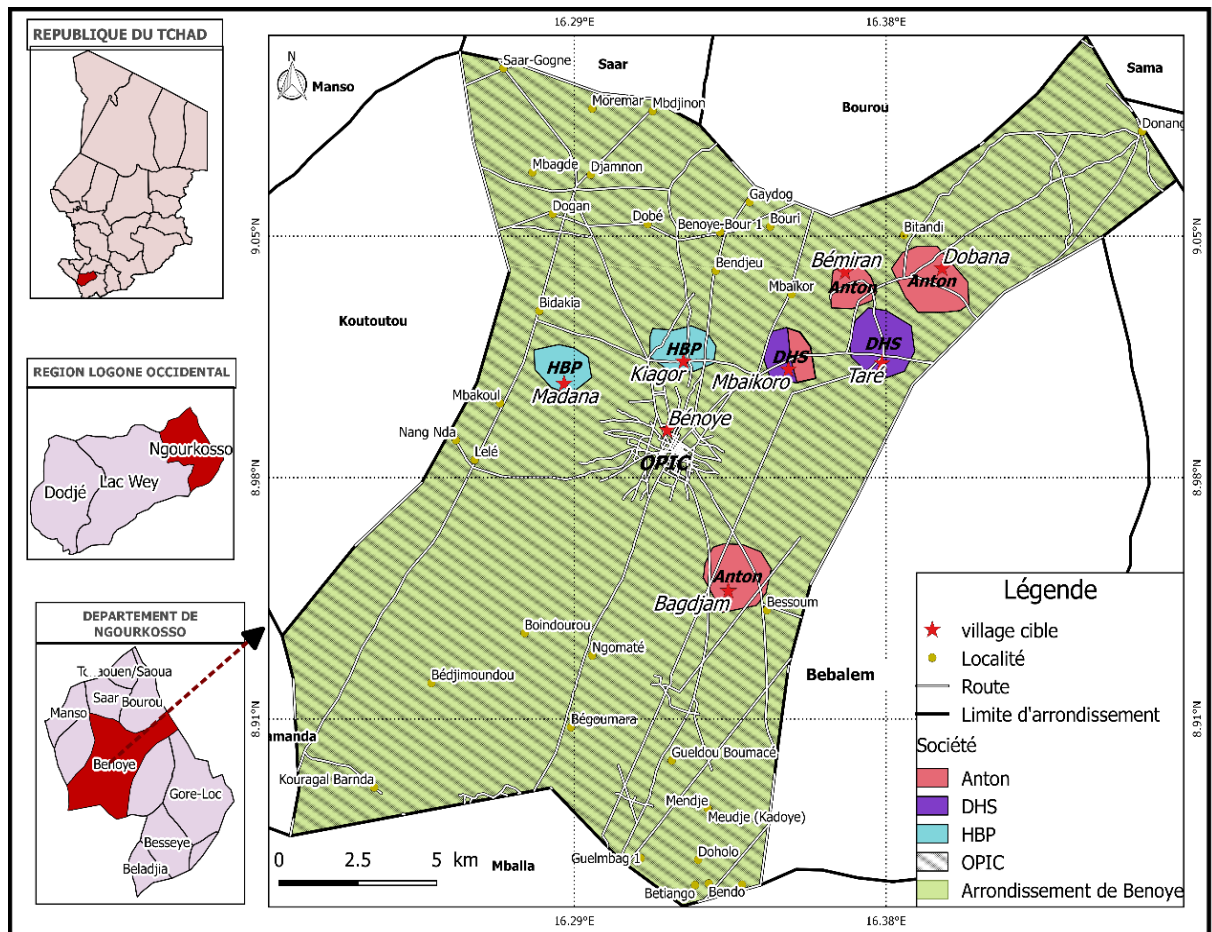 REPUBLIQUE DU TCHAD
REGION LOGONE OCCIDENTAL
Ngourkosso
Lac Wey
Dodjé
DEPARTEMENT DE
NGOURKOSSO
Saar
Bourou
Manso
Benoye
Gore-Loc
Besseye
Beladjia
16.29°E
16.38°E
N
Saar-Gogne
Saar
Manso
Sama
Moremar
Mbdjinon
Bourou
Donang
Mbagde
Djamnon
Gaydog
Dogan
Dobé
Benoye-Bour 1
Bouri
Bitandi
9.05°N
9.05°N
Bémiran
Dobana
Bendjeu
Anton
Anton
Mbaïkor
Bidakia
Koutoutou
HBP
DHS
DHS
HBP
Kiagor
Mbaikoro
Taré
Madana
Mbakoul
Bénoye
Nang Nda
Lelé
OPIC
8.98°N
8.98°N
Anton
Bagdjam
Bessoum
Boindourou
Ngomaté
Bébalem
Bédjimoundou
Bégoumara
8.91°N
8.91°N
amanda
Gueldou Boumacé
Kouragal Barnda
Mendje
Meudje (Kadoye)
Guelmbag 1
Doholo
Mballa
Betiango
Bendo
0 2.5 5 km
16.29°E
16.38°E
Légende
village cible
Localité
Route
Limite d'arrondissement
Société
Anton
DHS
HBP
OPIC
Arrondissement de Benoye